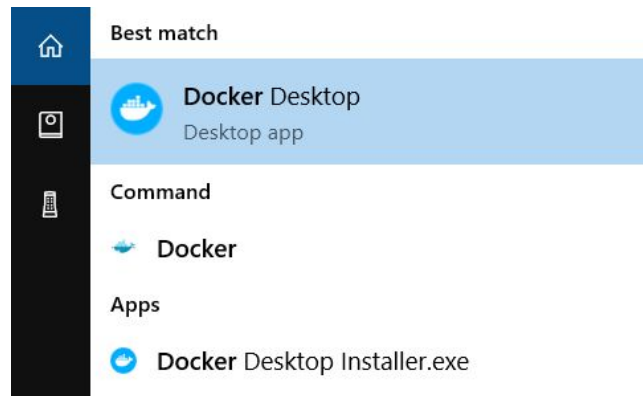 Best match
Docker Desktop
Desktop app
Command
Docker
Apps
Docker Desktop Installer.exe